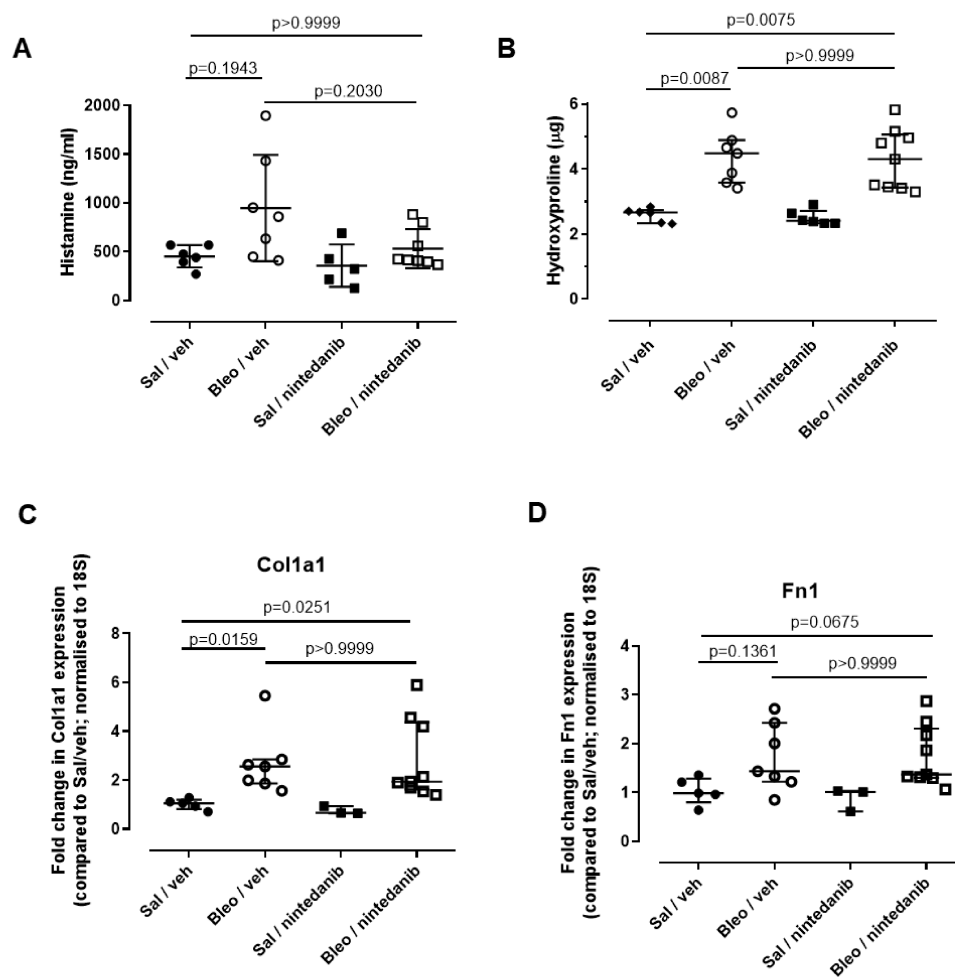 A
p>0.9999
p=0.1943
p=0.2030
Histamine (ng/ml)
2000
1500
1000
500
0
Sal / veh
Bleo / veh
Sal / nintedanib
Bleo / nintedanib
B
p=0.0075
p>0.9999
p=0.0087
Hydroxyproline (µg)
6
4
2
0
Sal / veh
Bleo / veh
Sal / nintedanib
Bleo / nintedanib
C
Col1a1
p=0.0251
p=0.0159
p>0.9999
Fold change in Col1a1 expression
(compared to Sal/veh; normalised to 18S)
8
6
4
2
0
Sal / veh
Bleo / veh
Sal / nintedanib
Bleo / nintedanib
D
Fn1
p=0.0675
p=0.1361
p>0.9999
Fold change in Fn1 expression
(compared to Sal/veh; normalised to 18S)
4
3
2
1
0
Sal / veh
Bleo / veh
Sal / nintedanib
Bleo / nintedanib